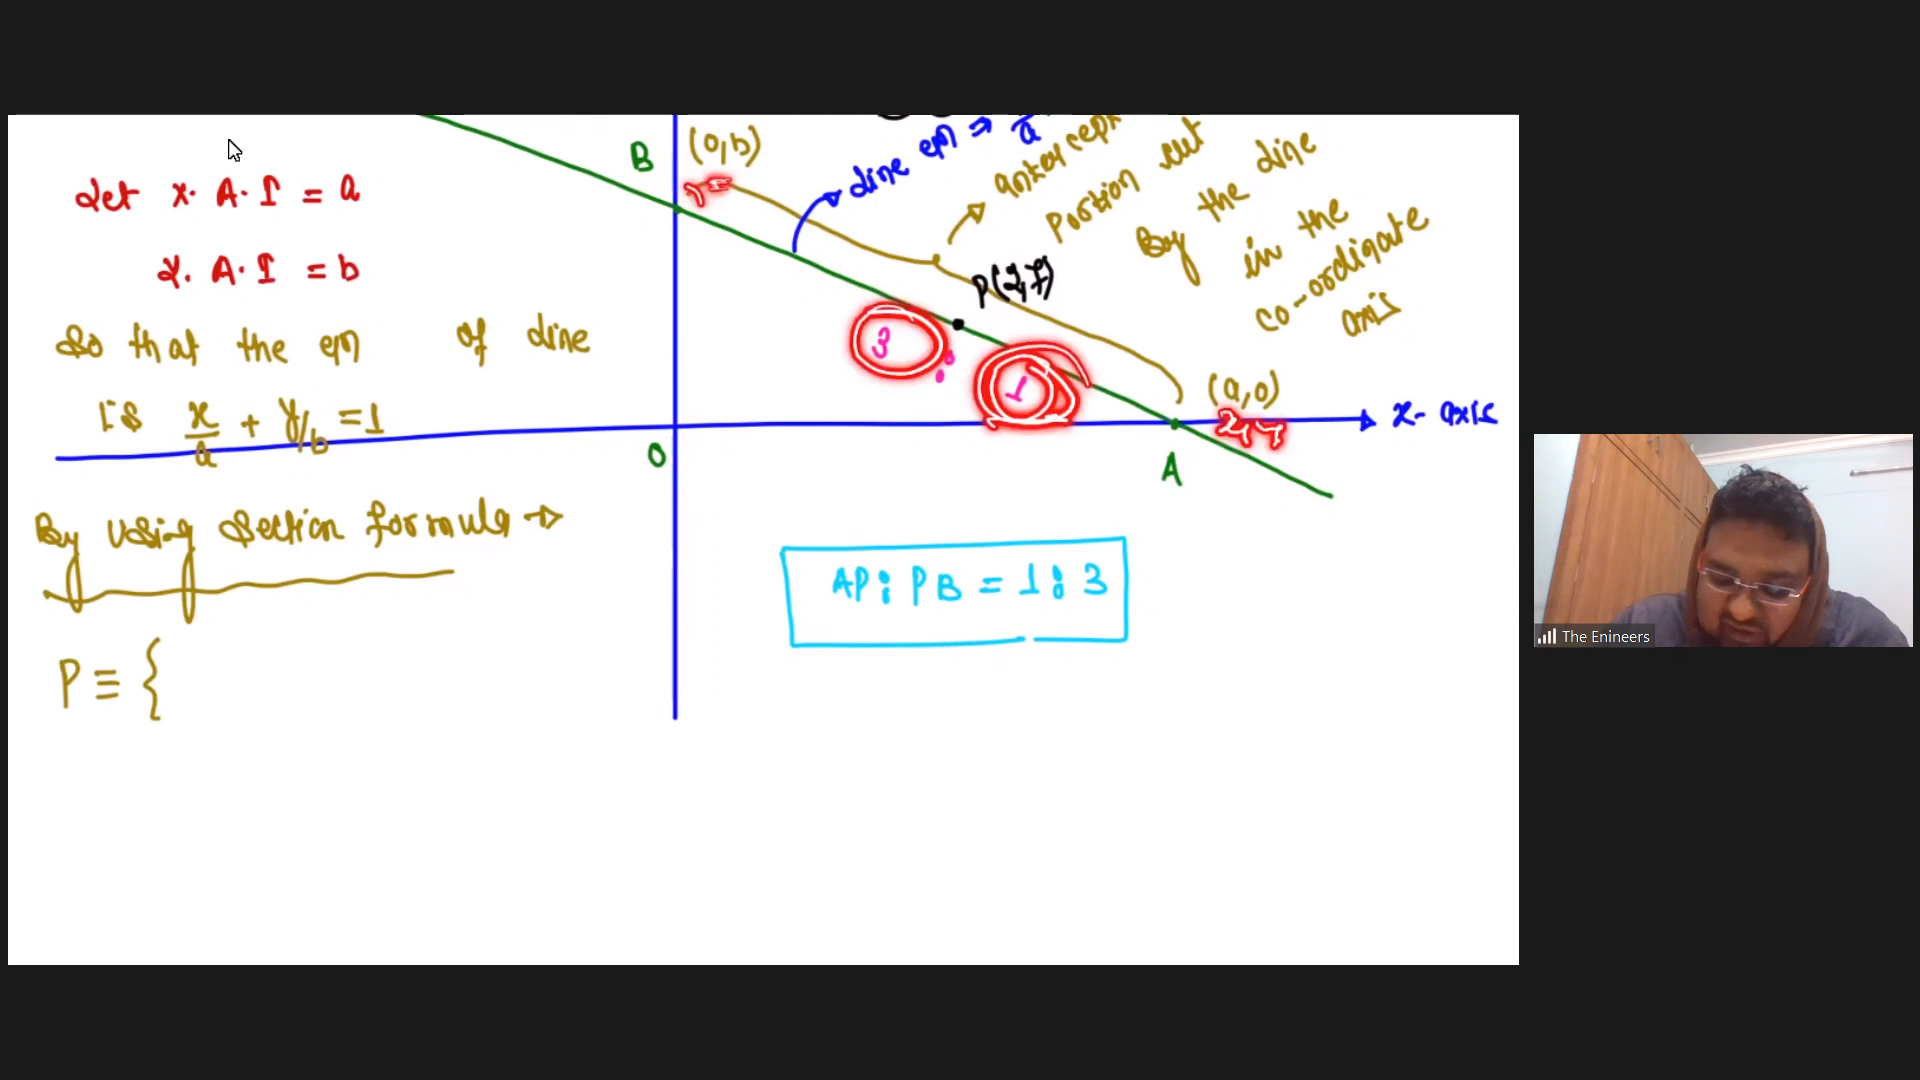 Let x. A. I = a
y. A. I = b
So that the eqn of line
is x/a + y/b = 1
By using section formula →
P ≡ {
B (0,b)
line eqn ⇒
portion cut
By the line
in the
co-ordinate
axis
3 : 1
(a,0)
x- axis
O
A
AP : PB = 1 : 3
The Enineers